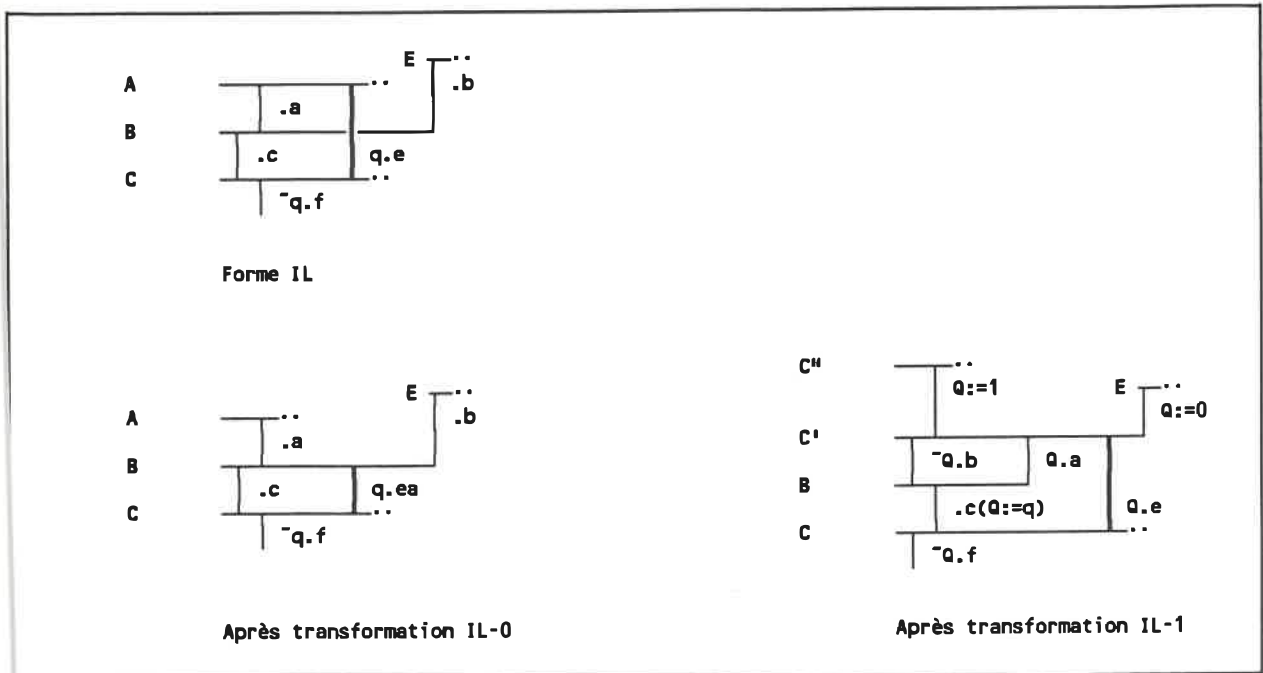 E ..
A .. .b
.a
B
.c q.e
C ..
¯q.f
Forme IL
C" ..
Q:=1 E ..
E .. Q:=0
A .. .b
.a C'
¯Q.b Q.a
B
.c q.ea B
.c(Q:=q) Q.e
C .. C ..
¯q.f ¯Q.f
Après transformation IL-0 Après transformation IL-1